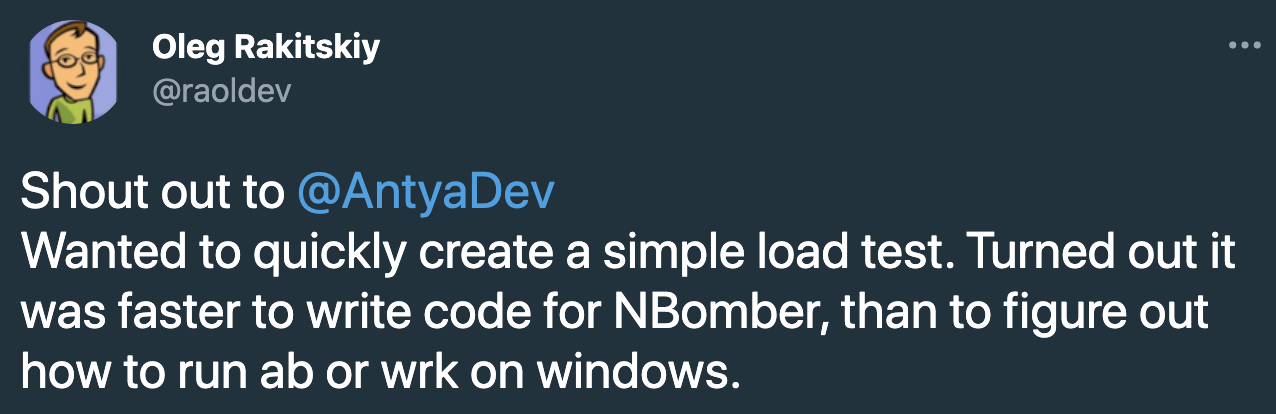 Oleg Rakitskiy
@raoldev
Shout out to @AntyaDev
Wanted to quickly create a simple load test. Turned out it
was faster to write code for NBomber, than to figure out
how to run ab or wrk on windows.